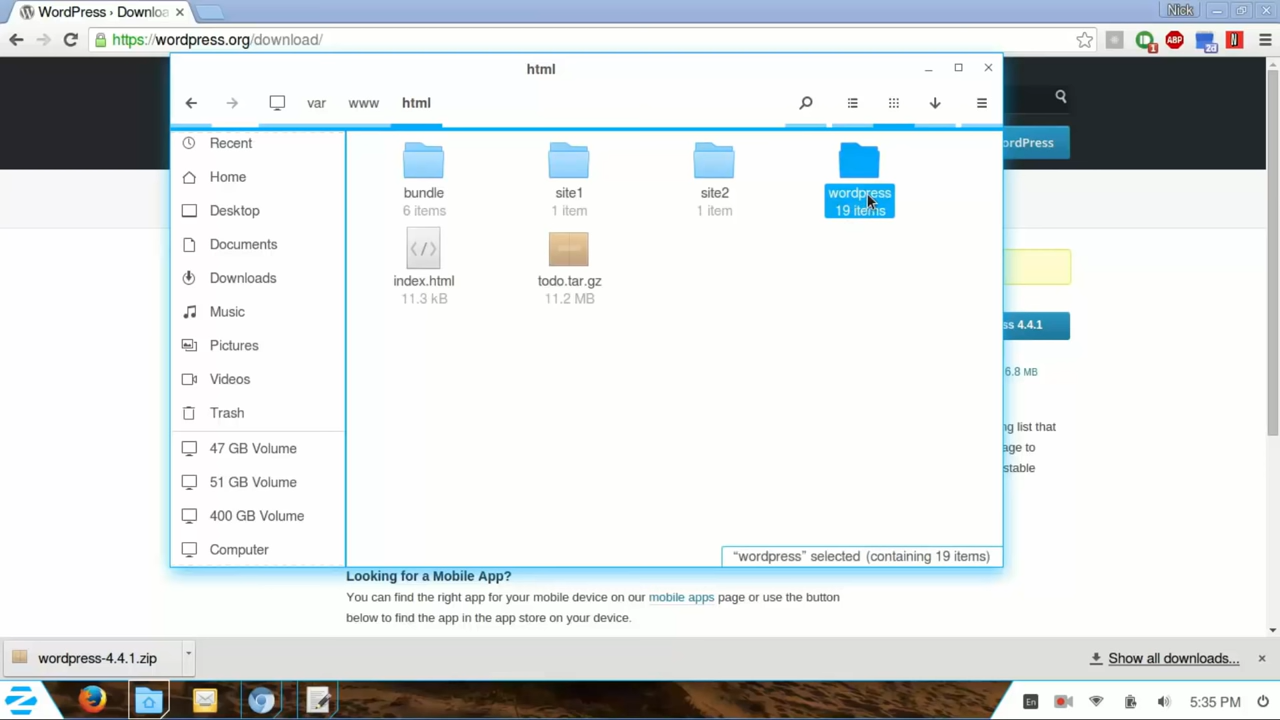 WordPress › Downloa
Nick
https://wordpress.org/download/
1
ABP
2d
N
html
var
www
html
ordPress
Recent
Home
Desktop
Documents
Downloads
Music
Pictures
Videos
Trash
47 GB Volume
51 GB Volume
400 GB Volume
Computer
bundle
6 items
site1
1 item
site2
1 item
wordpress
19 items
index.html
11.3 kB
todo.tar.gz
11.2 MB
ss 4.4.1
6.8 MB
ng list that
age to
stable
“wordpress” selected (containing 19 items)
Looking for a Mobile App?
You can find the right app for your mobile device on our mobile apps page or use the button
below to find the app in the app store on your device.
wordpress-4.4.1.zip
Show all downloads...
En
5:35 PM